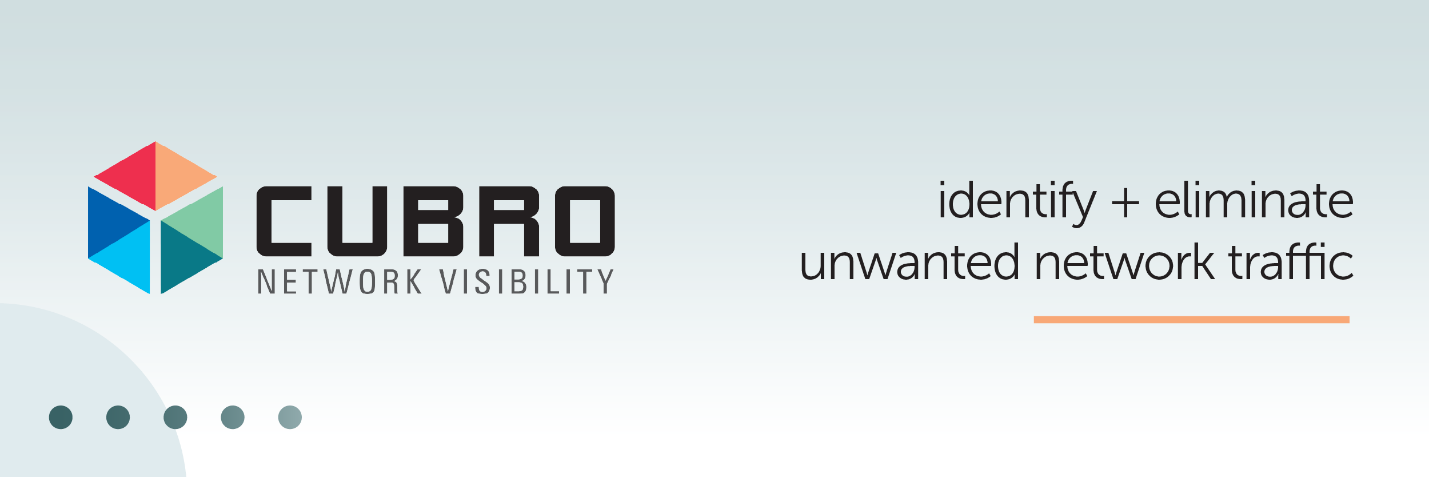 CUBRO
NETWORK VISIBILITY
identify + eliminate
unwanted network traffic